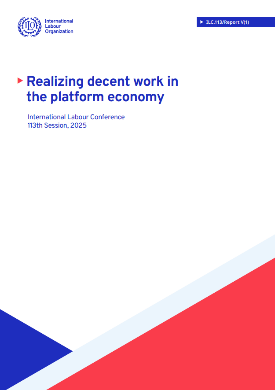 International
Labour
Organization
ILC.113/Report V(1)
Realizing decent work in
the platform economy
International Labour Conference
113th Session, 2025